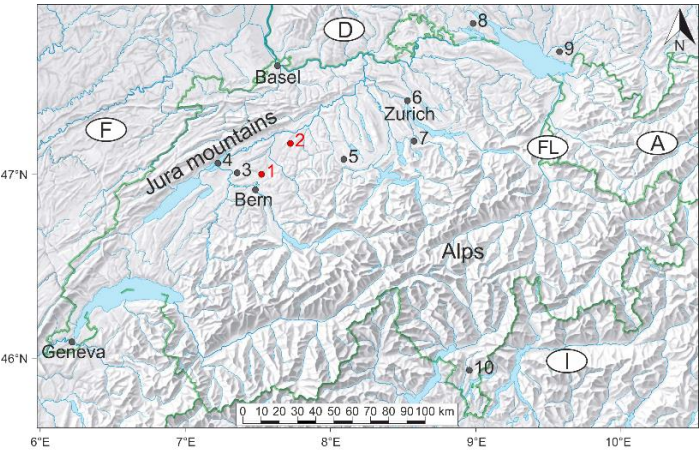 8
D
N
9
Basel
6
Zurich
F
Jura mountains
2
7
FL
A
4
3
5
1
47°N
Bern
Alps
Geneva
46°N
10
I
0 10 20 30 40 50 60 70 80 90 100 km
6°E
7°E
8°E
9°E
10°E